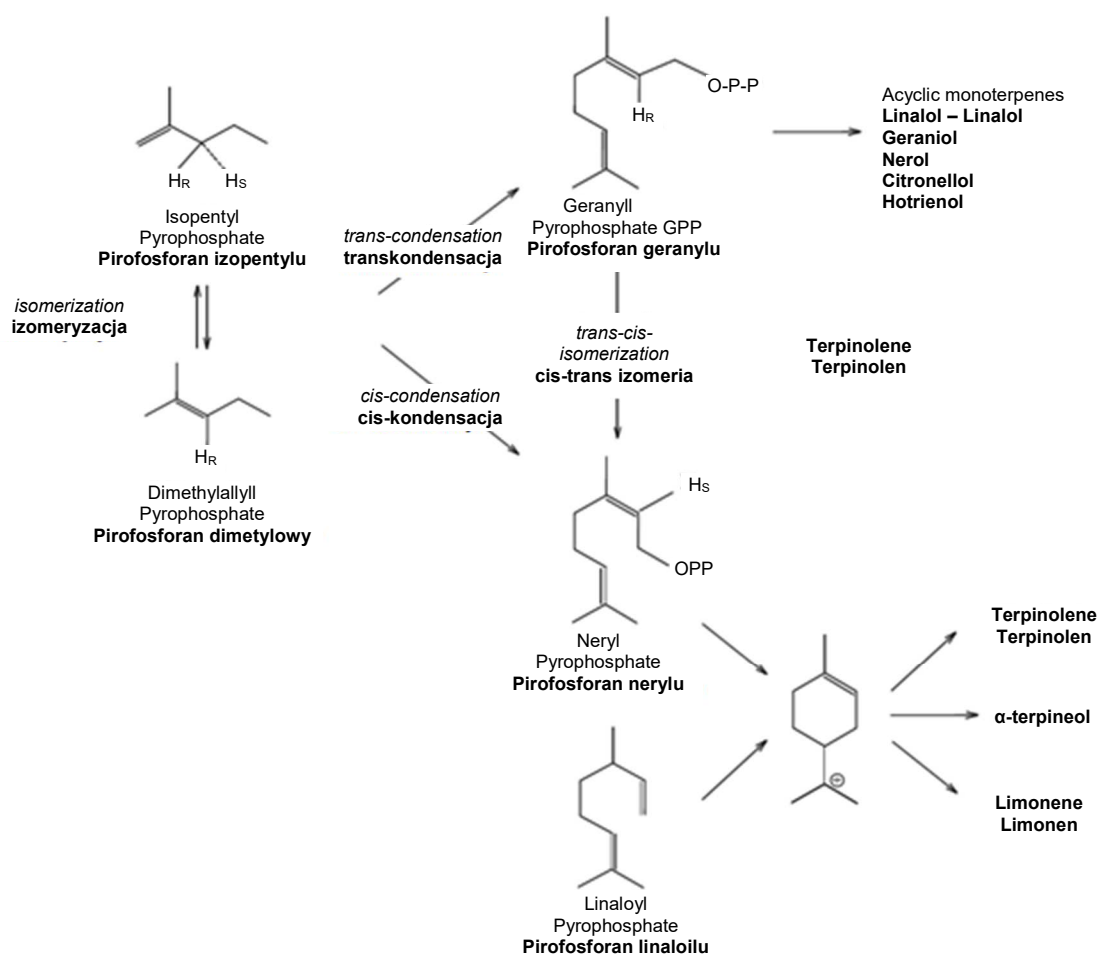 O-P-P
HR
Acyclic monoterpenes
Linalol – Linalol
Geraniol
Nerol
Citronellol
Hotrienol
HR HS
Isopentyl
Pyrophosphate
Pirofosforan izopentylu
Geranyll
Pyrophosphate GPP
Pirofosforan geranylu
trans-condensation
transkondensacja
isomerization
izomeryzacja
trans-cis-
isomerization
cis-trans izomeria
Terpinolene
Terpinolen
cis-condensation
cis-kondensacja
HR
Dimethylallyll
Pyrophosphate
Pirofosforan dimetylowy
HS
OPP
Neryl
Pyrophosphate
Pirofosforan nerylu
Terpinolene
Terpinolen
α-terpineol
Limonene
Limonen
Linaloyl
Pyrophosphate
Pirofosforan linaloilu